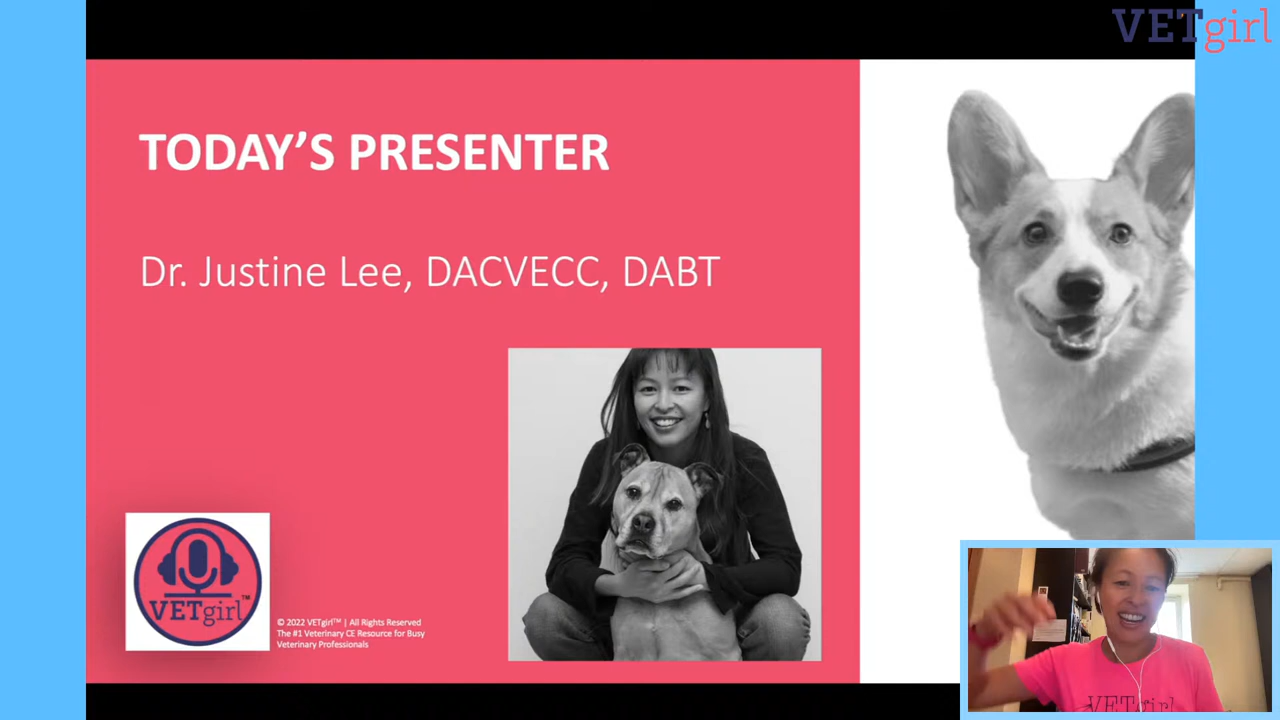 VETgirl
TODAY'S PRESENTER
Dr. Justine Lee, DACVECC, DABT
VETgirl™
© 2022 VETgirl™ | All Rights Reserved
The #1 Veterinary CE Resource for Busy
Veterinary Professionals
VETgirl